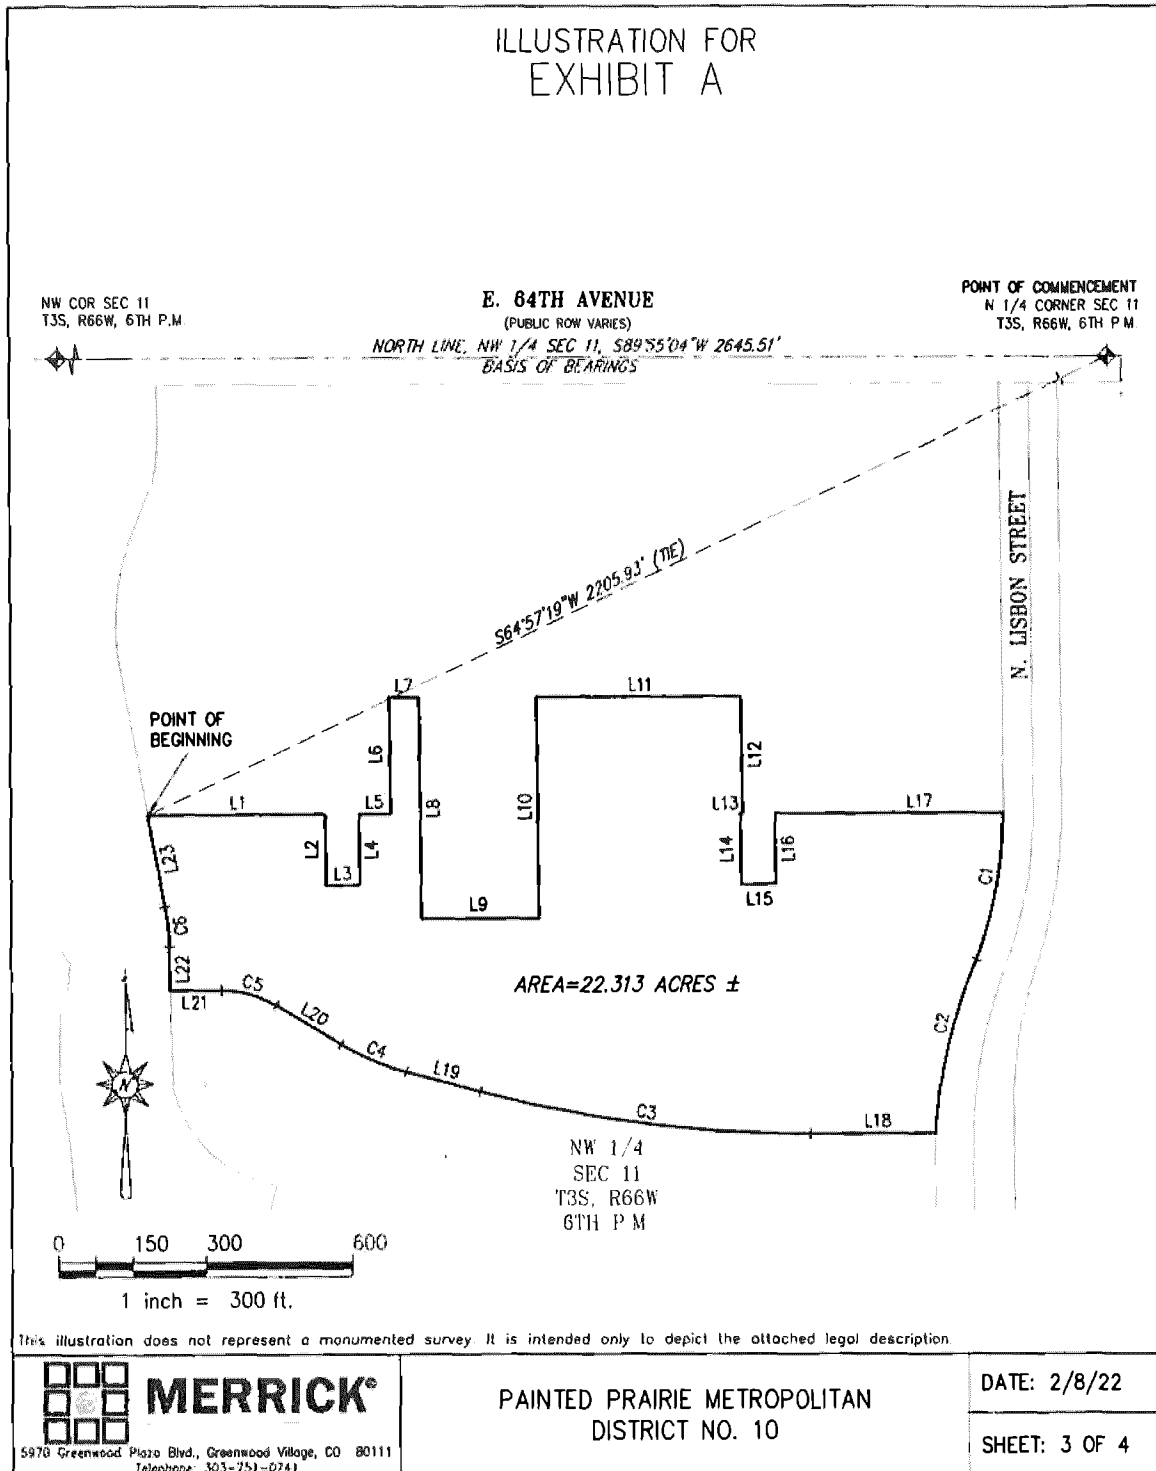 ILLUSTRATION FOR
EXHIBIT A
NW COR SEC 11
T3S, R66W, 6TH P.M.
E. 64TH AVENUE
(PUBLIC ROW VARIES)
NORTH LINE, NW 1/4 SEC 11, S89°55'04"W 2645.51'
BASIS OF BEARINGS
POINT OF COMMENCEMENT
N 1/4 CORNER SEC 11
T3S, R66W, 6TH P.M.
N. LISBON STREET
S64°57'19"W 2205.93' (TIE)
POINT OF
BEGINNING
L1
L2
L3
L4
L5
L6
L7
L8
L9
L10
L11
L12
L13
L14
L15
L16
L17
C1
C2
L18
C3
L19
C4
L20
C5
L21
L22
C6
L23
AREA=22.313 ACRES ±
N
NW 1/4
SEC 11
T3S, R66W
6TH P M
0 150 300 600
1 inch = 300 ft.
This illustration does not represent a monumented survey. It is intended only to depict the attached legal description.
MERRICK®
5970 Greenwood Plaza Blvd., Greenwood Village, CO 80111
Telephone: 303-751-0741
PAINTED PRAIRIE METROPOLITAN
DISTRICT NO. 10
DATE: 2/8/22
SHEET: 3 OF 4